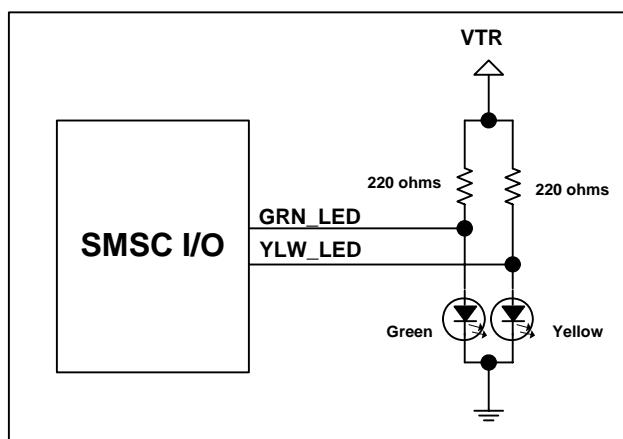 VTR
220 ohms
220 ohms
GRN_LED
SMSC I/O
YLW_LED
Green
Yellow